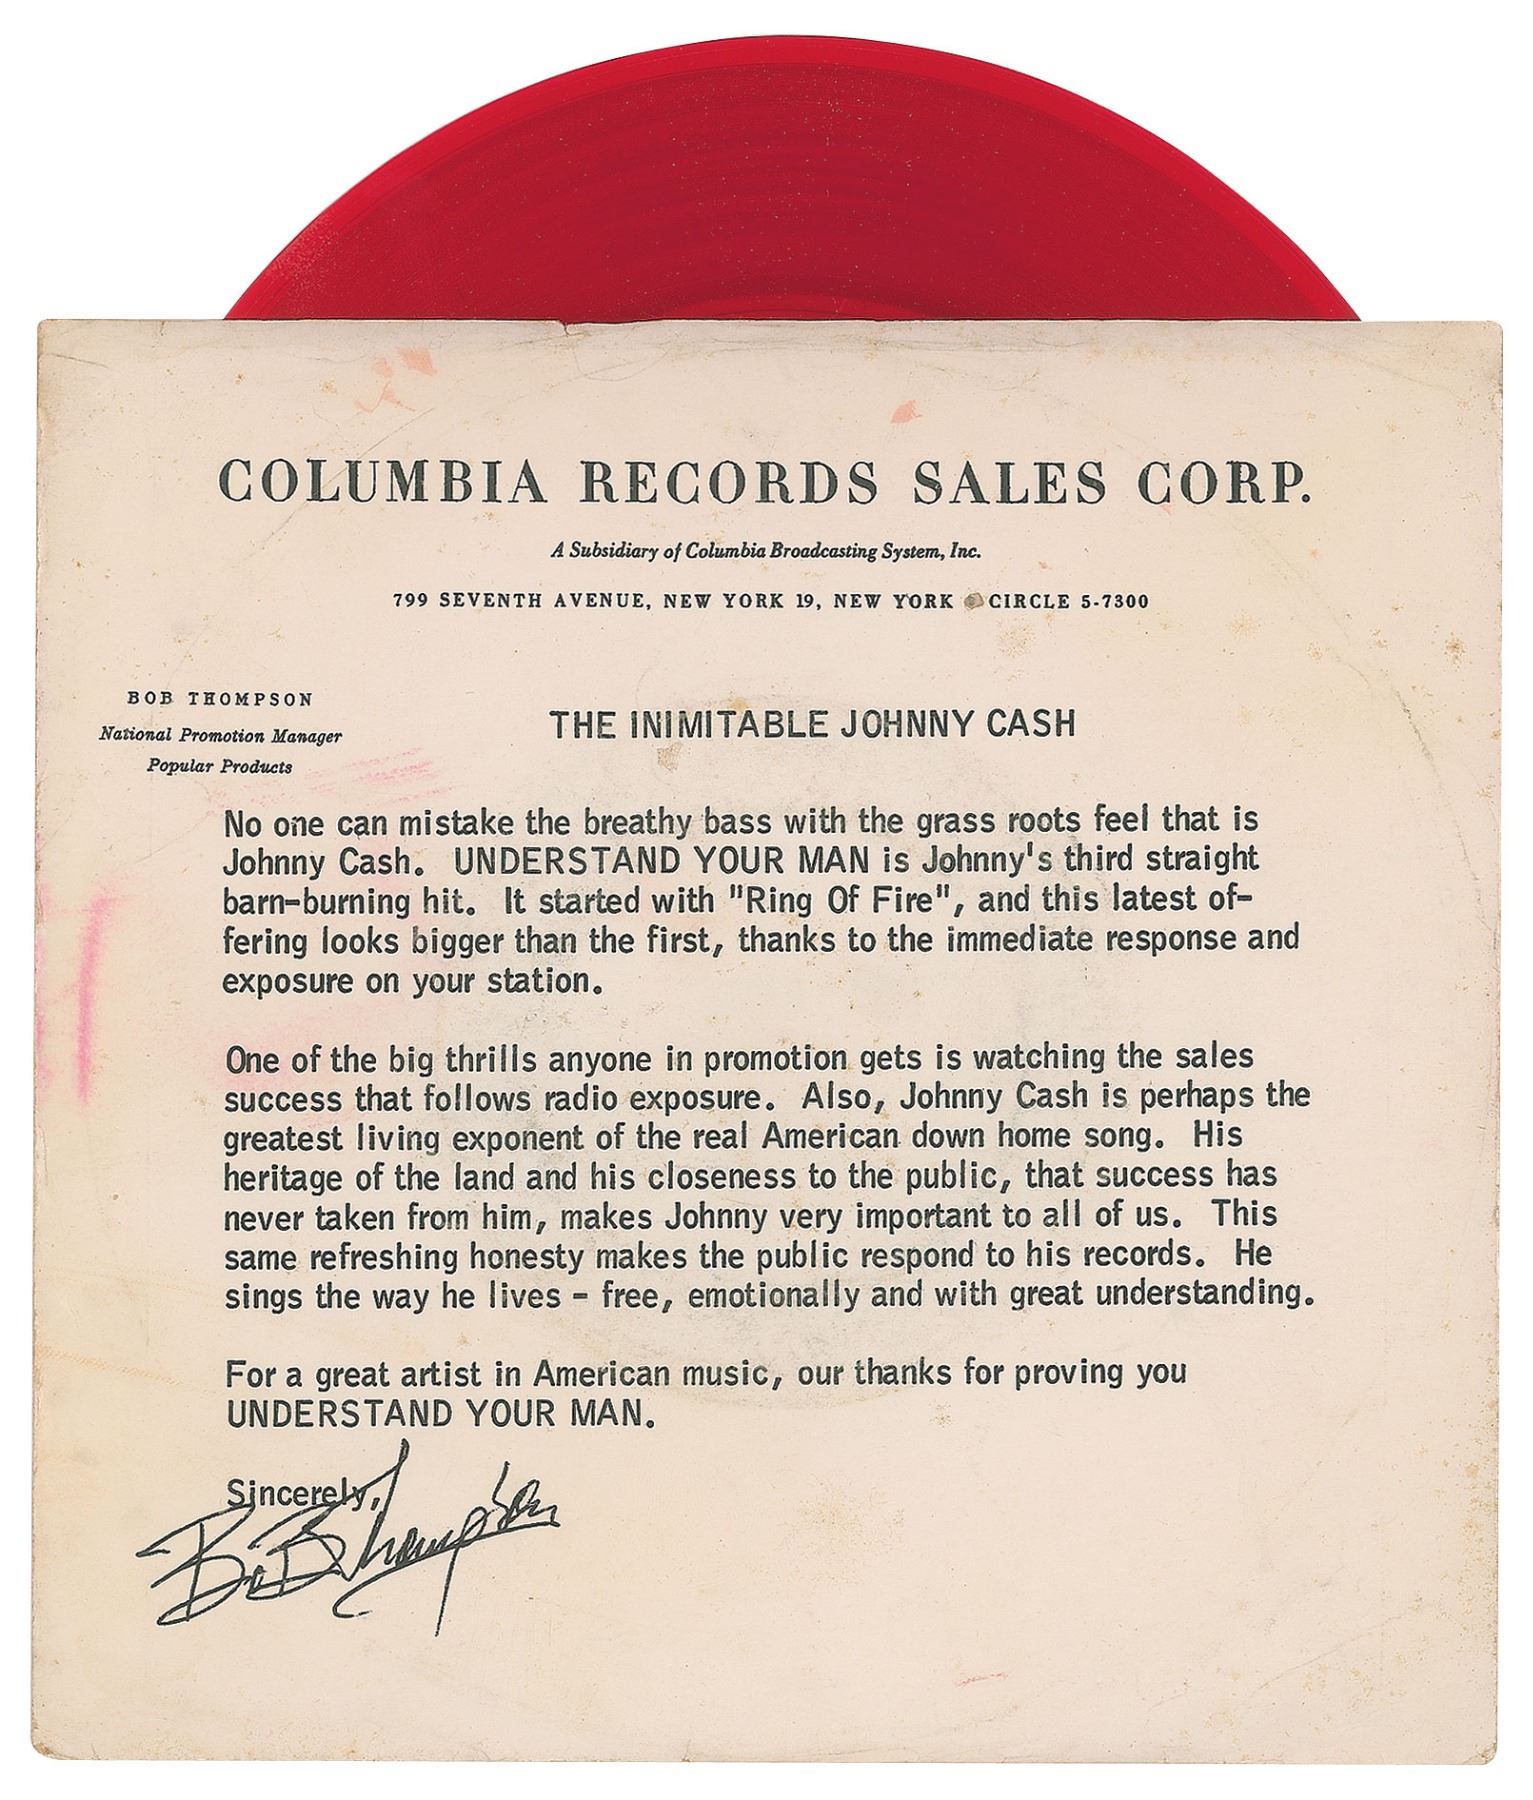 COLUMBIA RECORDS SALES CORP.
A Subsidiary of Columbia Broadcasting System, Inc.
799 SEVENTH AVENUE, NEW YORK 19, NEW YORK • CIRCLE 5-7300
BOB THOMPSON
National Promotion Manager
Popular Products
THE INIMITABLE JOHNNY CASH
No one can mistake the breathy bass with the grass roots feel that is
Johnny Cash. UNDERSTAND YOUR MAN is Johnny's third straight
barn-burning hit. It started with "Ring Of Fire", and this latest of-
fering looks bigger than the first, thanks to the immediate response and
exposure on your station.
One of the big thrills anyone in promotion gets is watching the sales
success that follows radio exposure. Also, Johnny Cash is perhaps the
greatest living exponent of the real American down home song. His
heritage of the land and his closeness to the public, that success has
never taken from him, makes Johnny very important to all of us. This
same refreshing honesty makes the public respond to his records. He
sings the way he lives - free, emotionally and with great understanding.
For a great artist in American music, our thanks for proving you
UNDERSTAND YOUR MAN.
Sincerely,
Bob Thompson